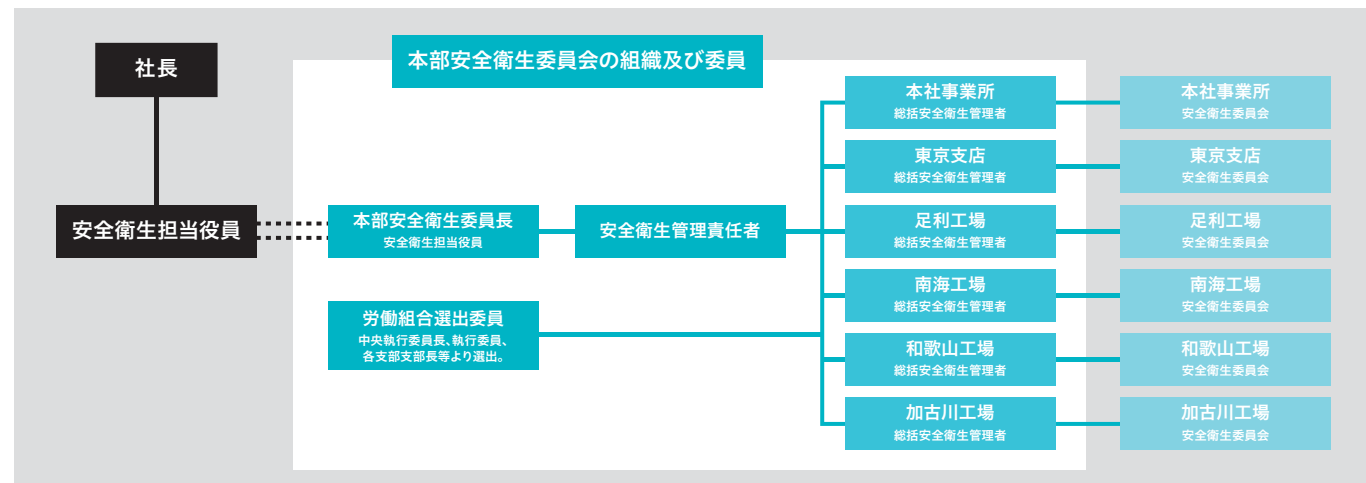 本部安全衛生委員会の組織及び委員
社長
安全衛生担当役員
本部安全衛生委員長
安全衛生担当役員
安全衛生管理責任者
労働組合選出委員
中央執行委員長、執行委員、
各支部支部長等より選出。
本社事業所
総括安全衛生管理者
本社事業所
安全衛生委員会
東京支店
総括安全衛生管理者
東京支店
安全衛生委員会
足利工場
総括安全衛生管理者
足利工場
安全衛生委員会
南海工場
総括安全衛生管理者
南海工場
安全衛生委員会
和歌山工場
総括安全衛生管理者
和歌山工場
安全衛生委員会
加古川工場
総括安全衛生管理者
加古川工場
安全衛生委員会